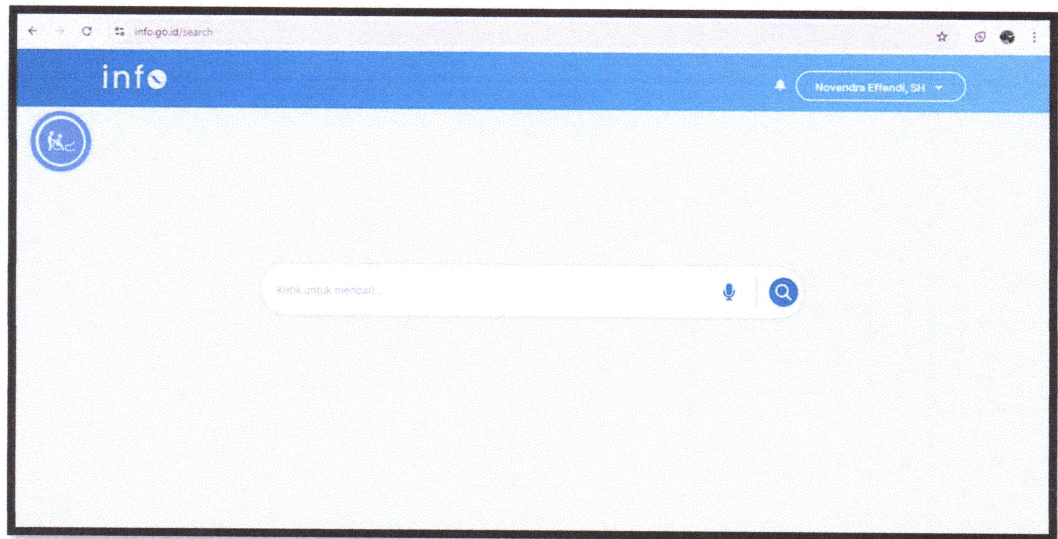 info.go.id/search
info
Novendra Effendi, SH
Ketik untuk mencari...